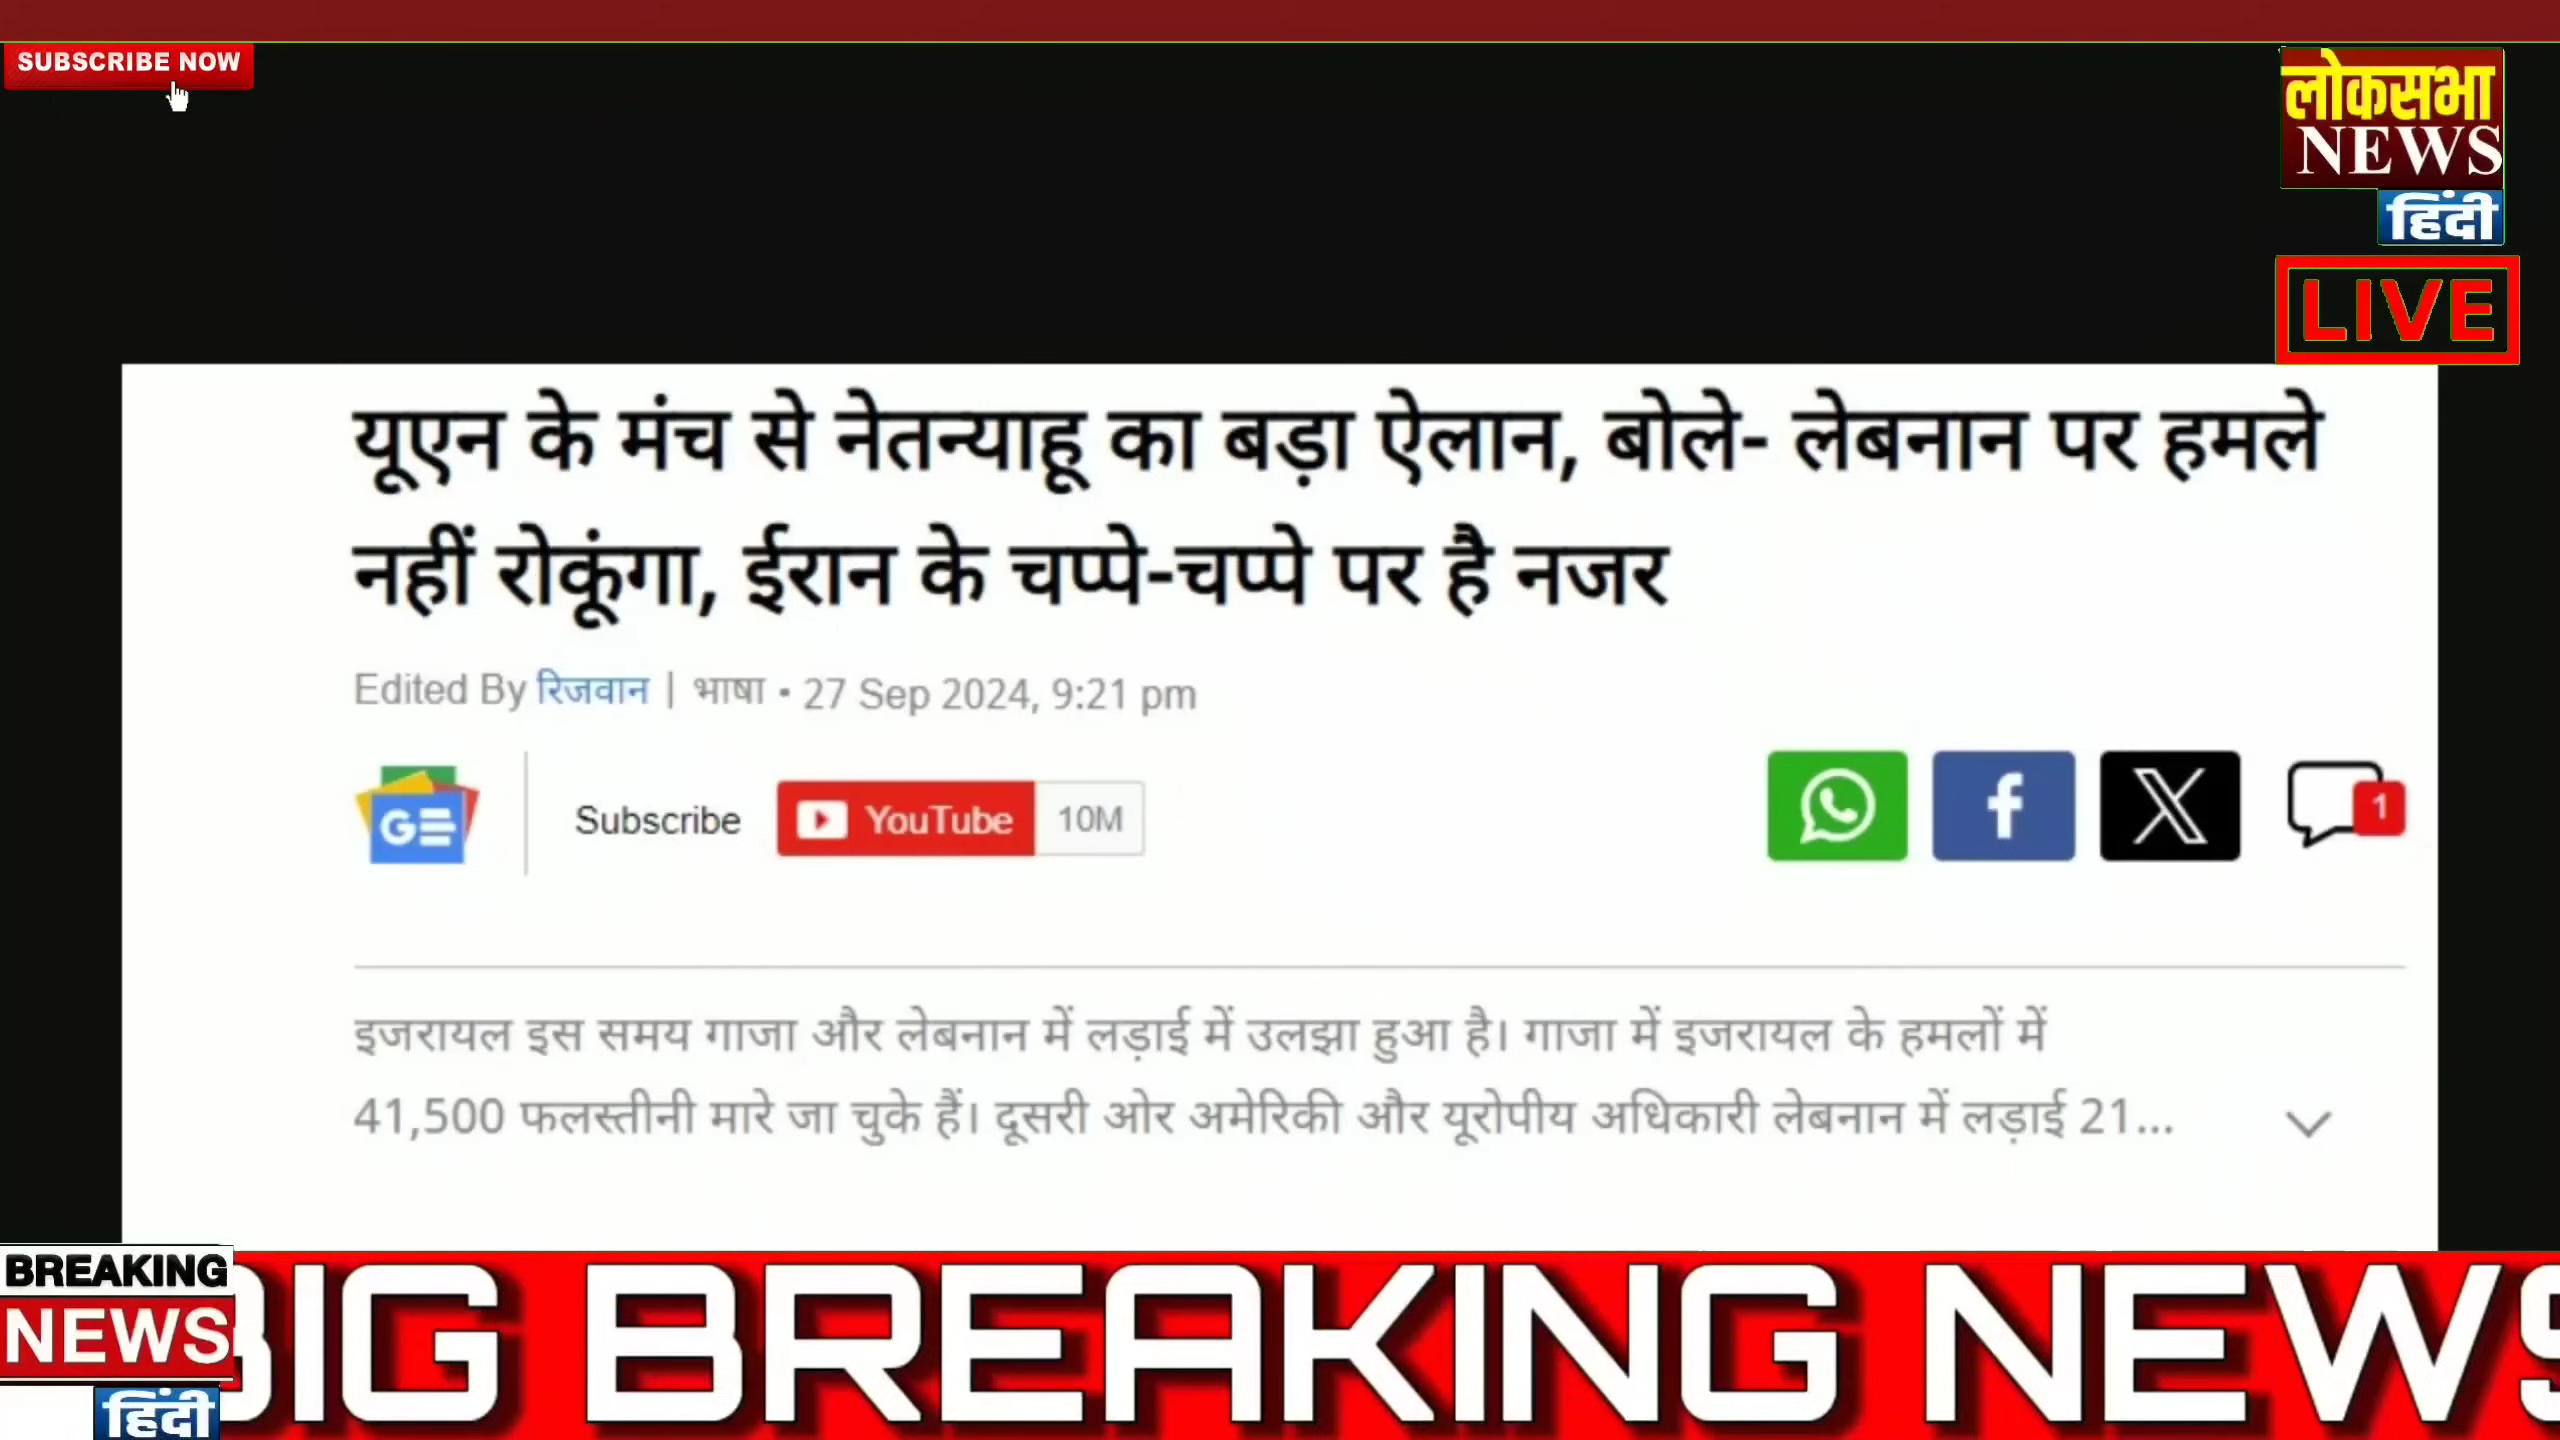 SUBSCRIBE NOW
लोकसभा
NEWS
हिंदी
LIVE
यूएन के मंच से नेतन्याहू का बड़ा ऐलान, बोले- लेबनान पर हमले
नहीं रोकूंगा, ईरान के चप्पे-चप्पे पर है नजर
Edited By रिजवान | भाषा • 27 Sep 2024, 9:21 pm
Subscribe YouTube 10M
1
इजरायल इस समय गाजा और लेबनान में लड़ाई में उलझा हुआ है। गाजा में इजरायल के हमलों में
41,500 फलस्तीनी मारे जा चुके हैं। दूसरी ओर अमेरिकी और यूरोपीय अधिकारी लेबनान में लड़ाई 21...
BREAKING
NEWS
हिंदी
BIG BREAKING NEWS